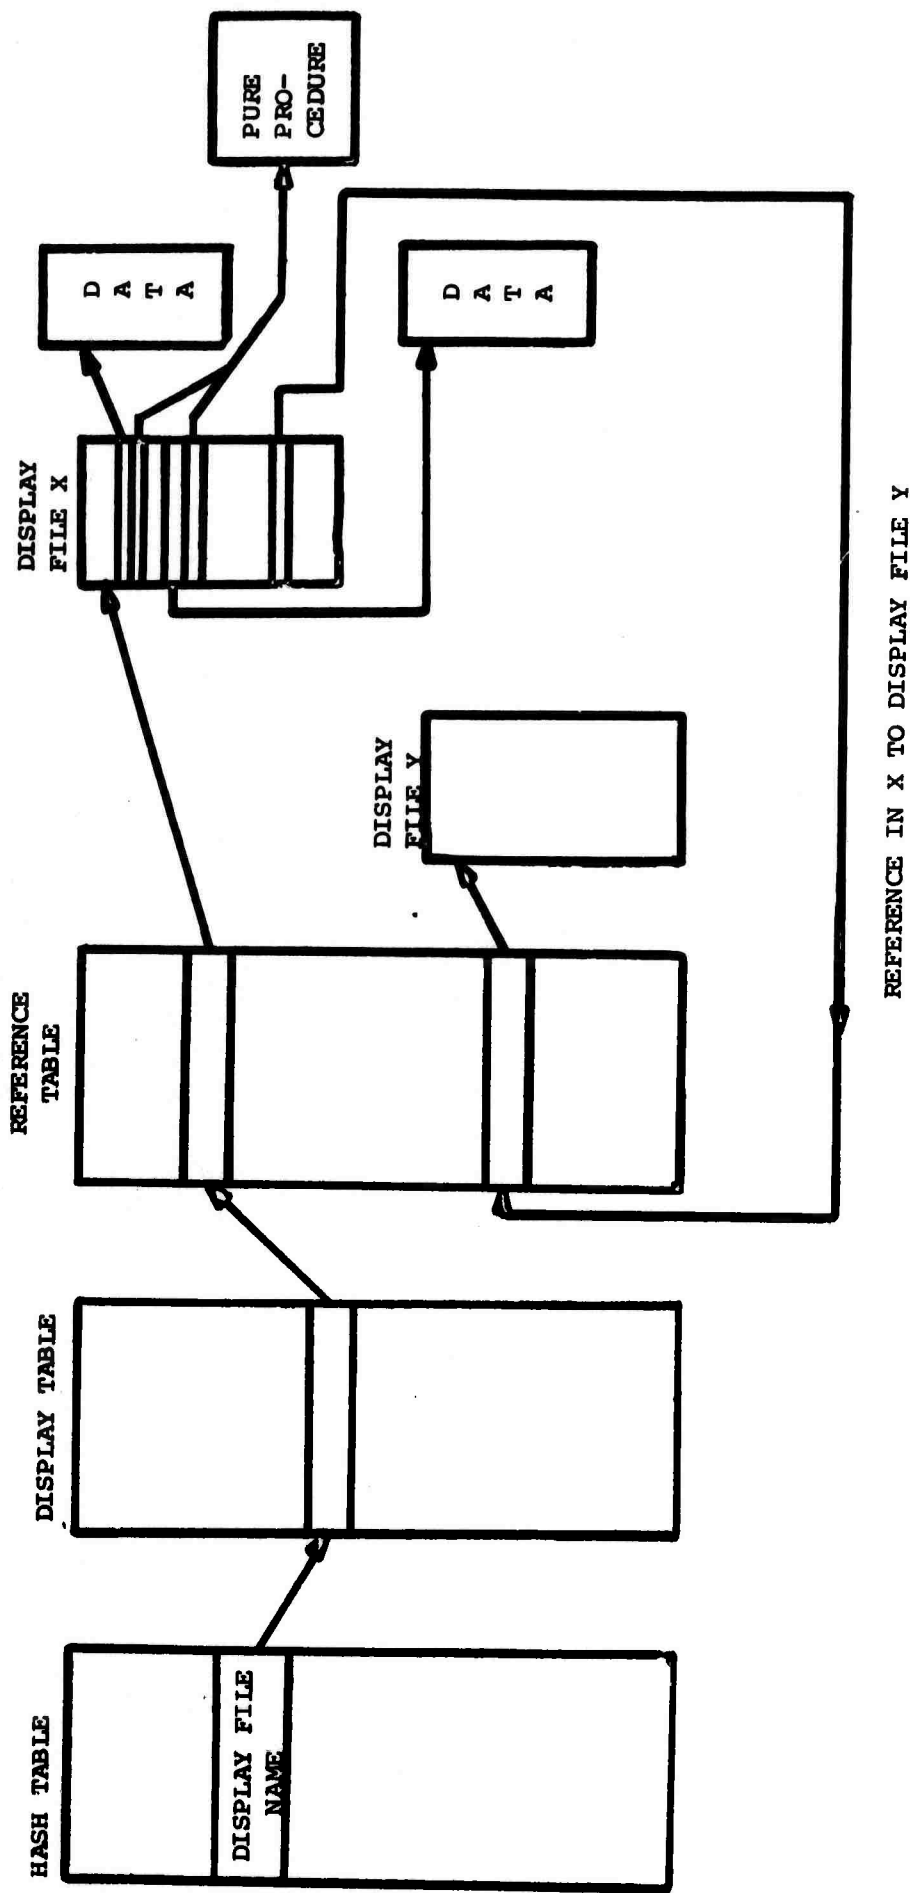 HASH TABLE
DISPLAY FILE
NAME
DISPLAY TABLE
REFERENCE
TABLE
DISPLAY
FILE X
DISPLAY
FILE Y
D
A
T
A
D
A
T
A
PURE
PRO-
CEDURE
REFERENCE IN X TO DISPLAY FILE Y